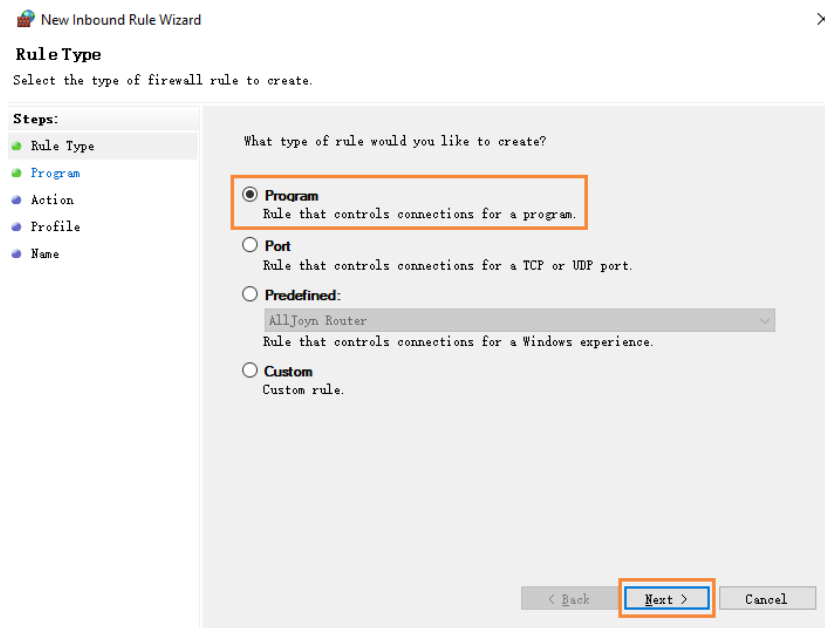 New Inbound Rule Wizard
Rule Type
Select the type of firewall rule to create.
Steps:
Rule Type
Program
Action
Profile
Name
What type of rule would you like to create?
Program
Rule that controls connections for a program.
Port
Rule that controls connections for a TCP or UDP port.
Predefined:
AllJoyn Router
Rule that controls connections for a Windows experience.
Custom
Custom rule.
< Back
Next >
Cancel